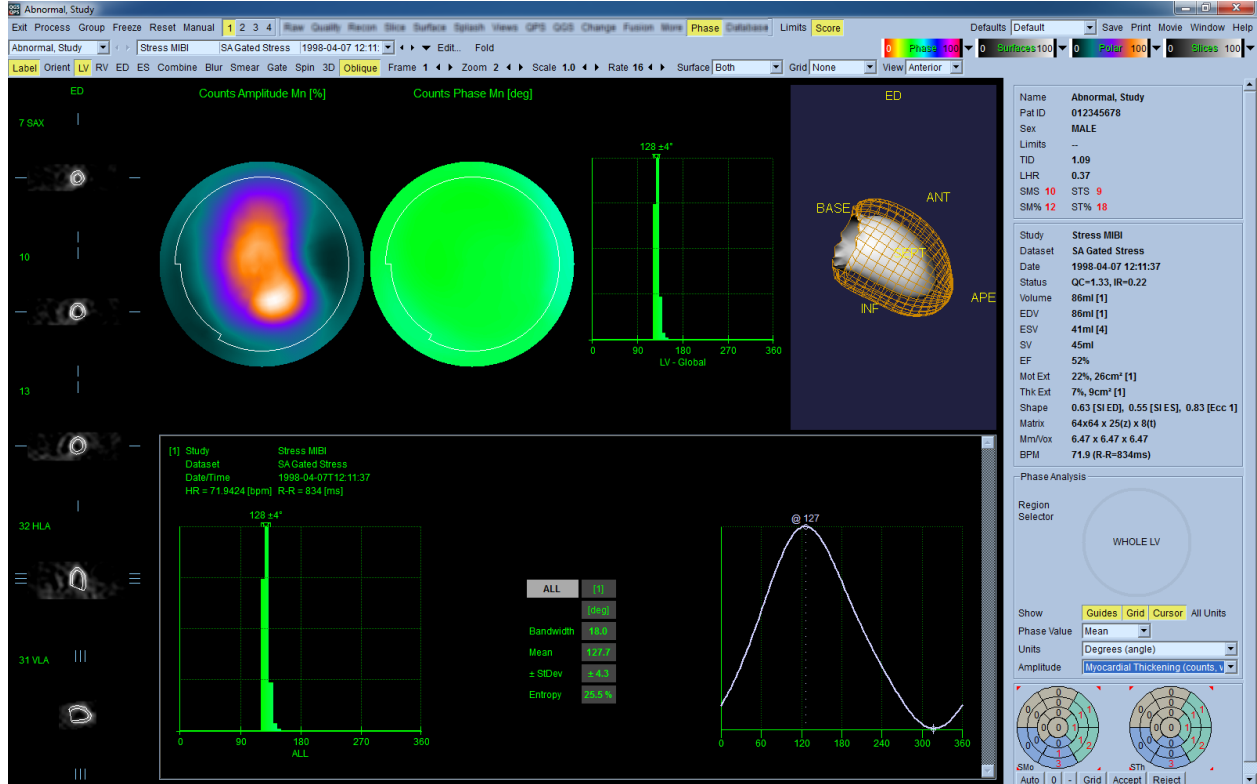 QGS QPS Abnormal, Study
Exit Process Group Freeze Reset Manual 1 2 3 4 Raw Quality Recon Slice Surface Splash Views QPS QGS Change Fusion More Phase Database Limits Score Defaults Default Save Print Movie Window Help
Abnormal, Study Stress MIBI SA Gated Stress 1998-04-07 12:11: Edit... Fold 0 Phase 100 0 Surfaces 100 0 Polar 100 0 Slices 100
Label Orient LV RV ED ES Combine Blur 3 Sum Gate Spin 3D Oblique Frame 1 Zoom 2 Scale 1.0 Rate 16 Surface Both Grid None View Anterior
ED
7 SAX
10
13
32 HLA
31 VLA
Counts Amplitude Mn [%]
Counts Phase Mn [deg]
128 ±4°
0 90 180 270 360
LV - Global
ED
BASE
ANT
SEPT
INF
APE
[1] Study Stress MIBI
Dataset SA Gated Stress
Date/Time 1998-04-07T12:11:37
HR = 71.9424 [bpm] R-R = 834 [ms]
128 ±4°
0 90 180 270 360
ALL
ALL [1]
[deg]
Bandwidth 18.0
Mean 127.7
± StDev ± 4.3
Entropy 25.5 %
@ 127
0 60 120 180 240 300 360
Name Abnormal, Study
Pat ID 012345678
Sex MALE
Limits --
TID 1.09
LHR 0.37
SMS 10 STS 9
SM% 12 ST% 18
Study Stress MIBI
Dataset SA Gated Stress
Date 1998-04-07 12:11:37
Status QC=1.33, IR=0.22
Volume 86ml [1]
EDV 86ml [1]
ESV 41ml [4]
SV 45ml
EF 52%
Mot Ext 22%, 26cm² [1]
Thk Ext 7%, 9cm² [1]
Shape 0.63 [SI ED], 0.55 [SI ES], 0.83 [Ecc 1]
Matrix 64x64 x 25(z) x 8(t)
Mm/Vox 6.47 x 6.47 x 6.47
BPM 71.9 (R-R=834ms)
Phase Analysis
Region
Selector
WHOLE LV
Show Guides Grid Cursor All Units
Phase Value Mean
Units Degrees (angle)
Amplitude Myocardial Thickening (counts, v
SMo
STh
Auto 0 - Grid Accept Reject